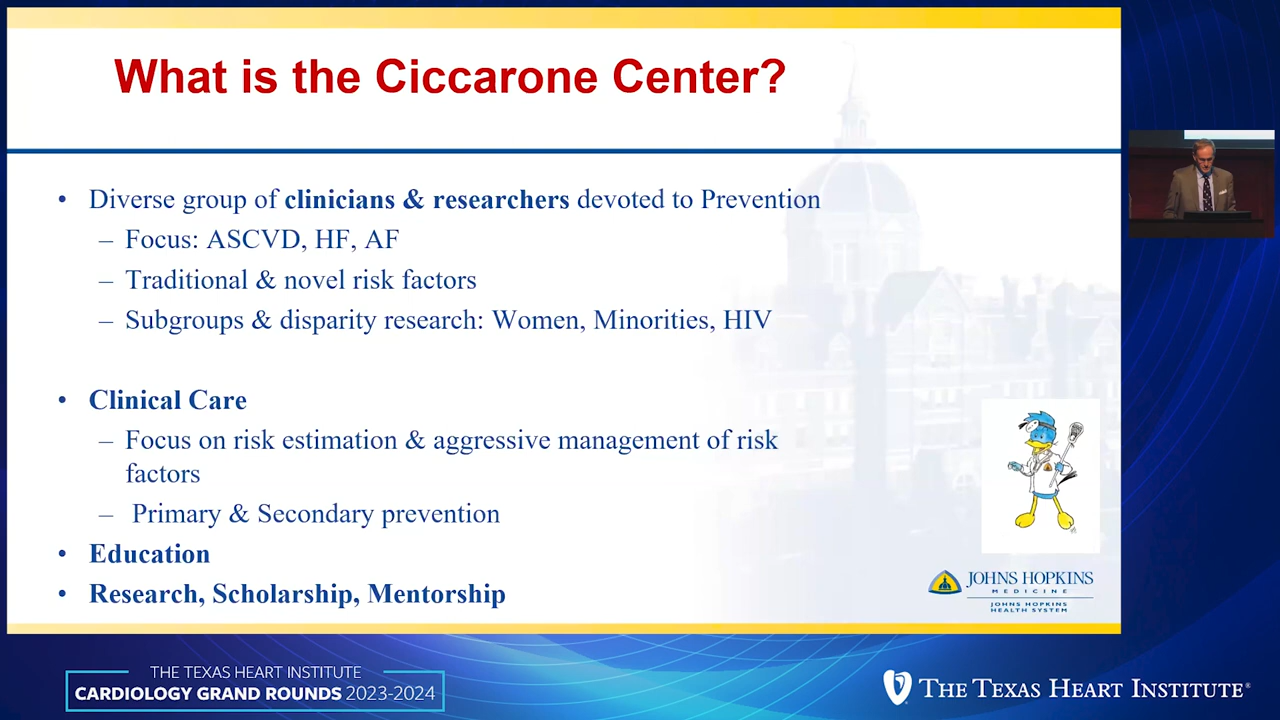 What is the Ciccarone Center?
• Diverse group of clinicians & researchers devoted to Prevention
– Focus: ASCVD, HF, AF
– Traditional & novel risk factors
– Subgroups & disparity research: Women, Minorities, HIV
• Clinical Care
– Focus on risk estimation & aggressive management of risk
factors
– Primary & Secondary prevention
• Education
• Research, Scholarship, Mentorship
JOHNS HOPKINS
MEDICINE
JOHNS HOPKINS
HEALTH SYSTEM
THE TEXAS HEART INSTITUTE
CARDIOLOGY GRAND ROUNDS 2023-2024
THE TEXAS HEART INSTITUTE®